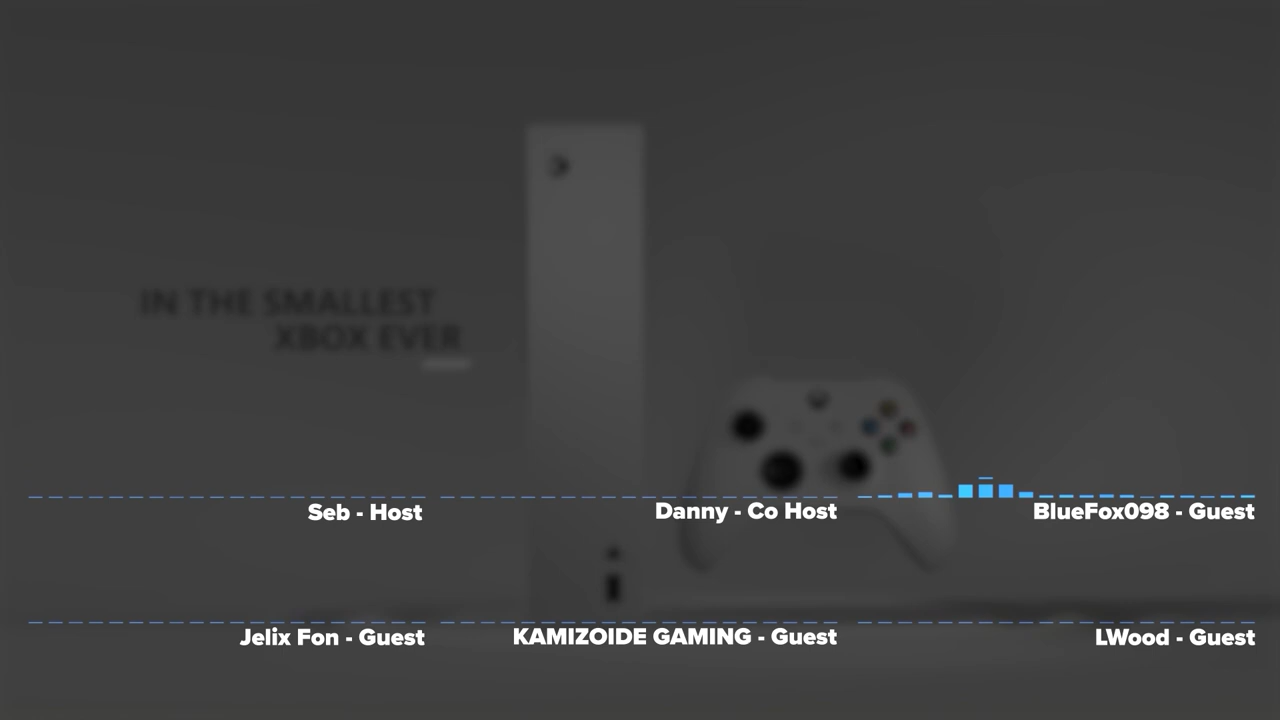 IN THE SMALLEST
XBOX EVER
Seb - Host
Danny - Co Host
BlueFox098 - Guest
Jelix Fon - Guest
KAMIZOIDE GAMING - Guest
LWood - Guest